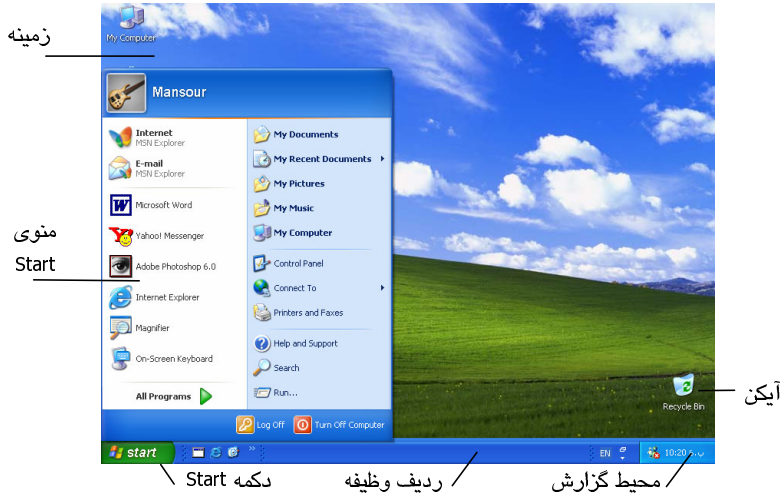 My Computer
زمینه
Mansour
Internet
MSN Explorer
E-mail
MSN Explorer
Microsoft Word
Yahoo! Messenger
Adobe Photoshop 6.0
Internet Explorer
Magnifier
On-Screen Keyboard
All Programs
My Documents
My Recent Documents
My Pictures
My Music
My Computer
Control Panel
Connect To
Printers and Faxes
Help and Support
Search
Run...
Log Off
Turn Off Computer
منوی
Start
Recycle Bin
آیکن
start
EN
10:20 ب.ظ
دکمه Start
ردیف وظیفه
محیط گزارش